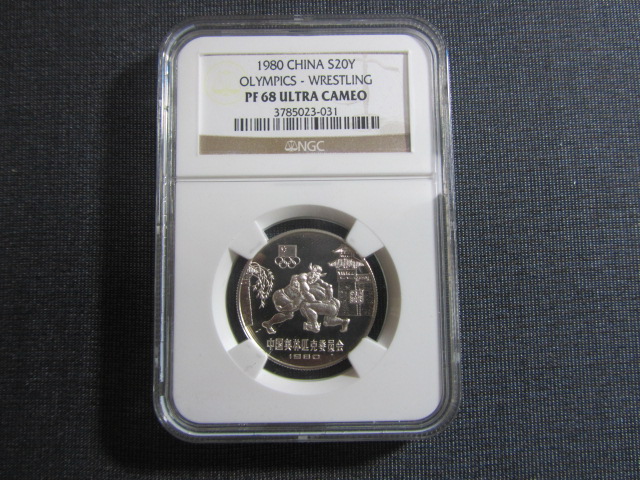 1980 CHINA S20Y
OLYMPICS - WRESTLING
PF 68 ULTRA CAMEO
3785023-031
NGC
中国奥林匹克委员会
1980